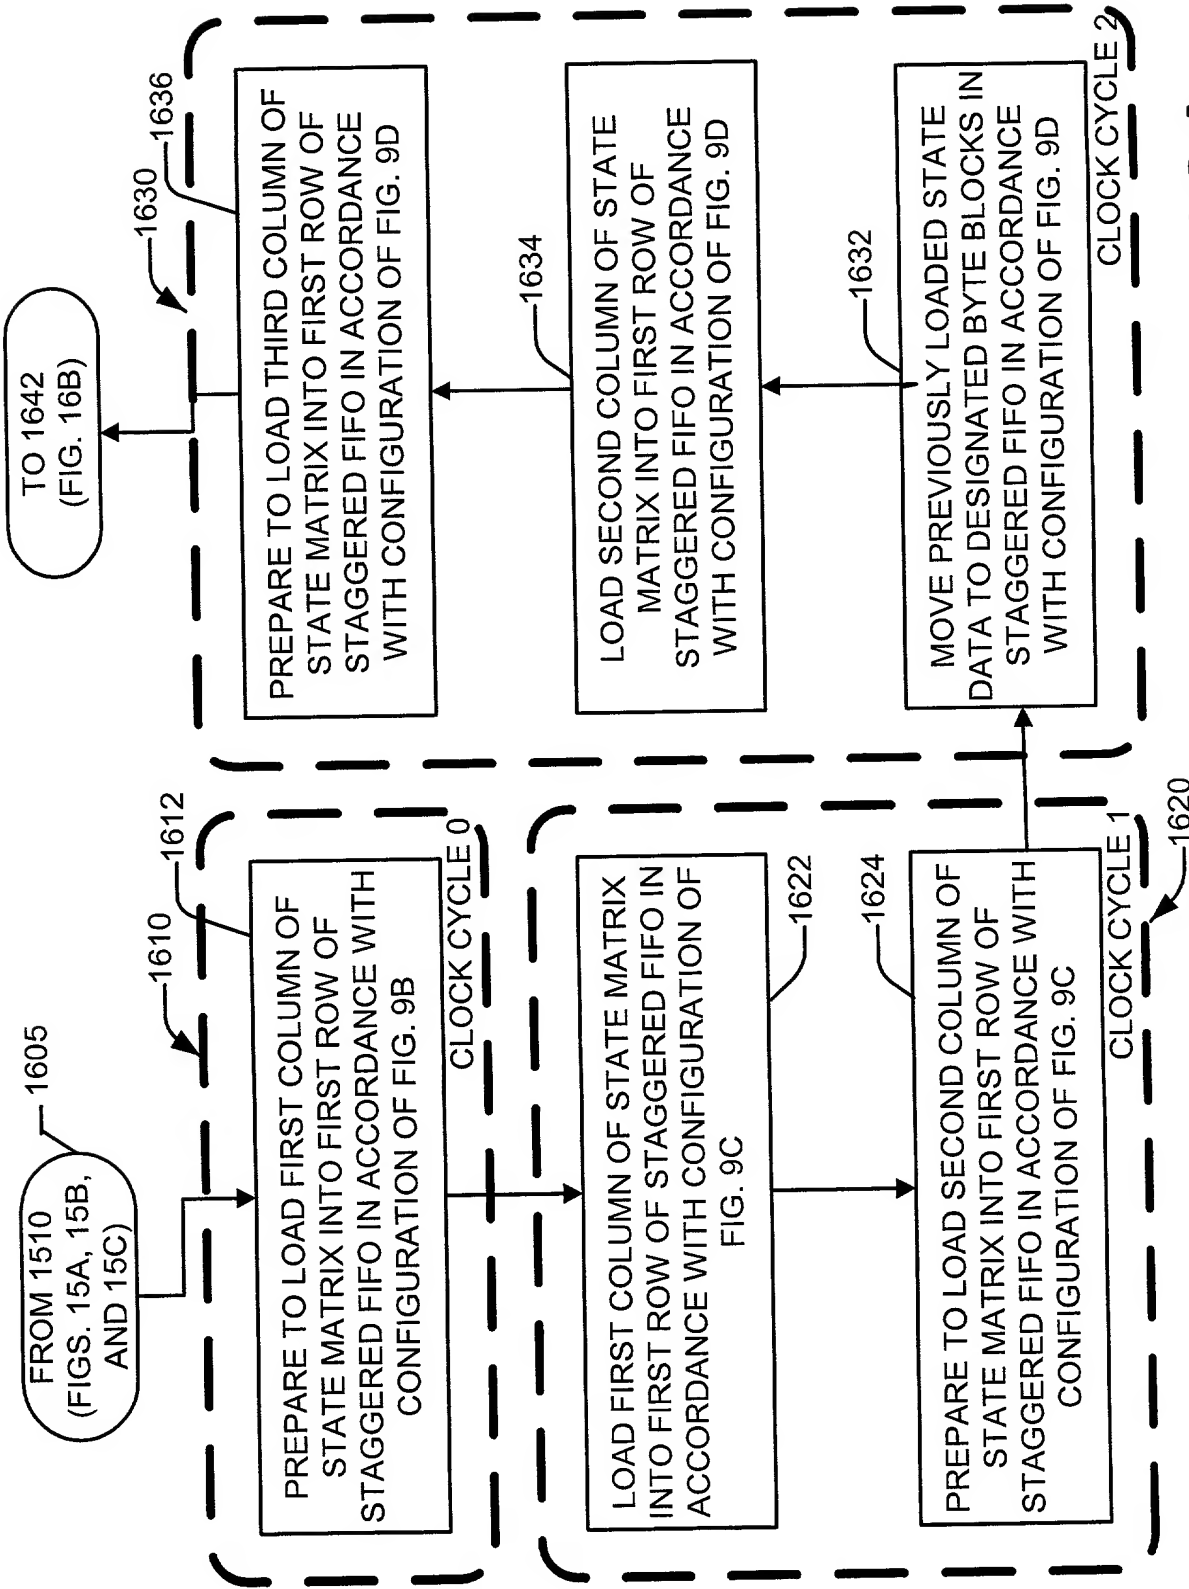 FROM 1510
(FIGS. 15A, 15B,
AND 15C)
1605
1610
1612
PREPARE TO LOAD FIRST COLUMN OF
STATE MATRIX INTO FIRST ROW OF
STAGGERED FIFO IN ACCORDANCE WITH
CONFIGURATION OF FIG. 9B
CLOCK CYCLE 0
LOAD FIRST COLUMN OF STATE MATRIX
INTO FIRST ROW OF STAGGERED FIFO IN
ACCORDANCE WITH CONFIGURATION OF
FIG. 9C
1622
1624
PREPARE TO LOAD SECOND COLUMN OF
STATE MATRIX INTO FIRST ROW OF
STAGGERED FIFO IN ACCORDANCE WITH
CONFIGURATION OF FIG. 9C
CLOCK CYCLE 1
1620
TO 1642
(FIG. 16B)
1630
1636
PREPARE TO LOAD THIRD COLUMN OF
STATE MATRIX INTO FIRST ROW OF
STAGGERED FIFO IN ACCORDANCE
WITH CONFIGURATION OF FIG. 9D
1634
LOAD SECOND COLUMN OF STATE
MATRIX INTO FIRST ROW OF
STAGGERED FIFO IN ACCORDANCE
WITH CONFIGURATION OF FIG. 9D
1632
MOVE PREVIOUSLY LOADED STATE
DATA TO DESIGNATED BYTE BLOCKS IN
STAGGERED FIFO IN ACCORDANCE
WITH CONFIGURATION OF FIG. 9D
CLOCK CYCLE 2